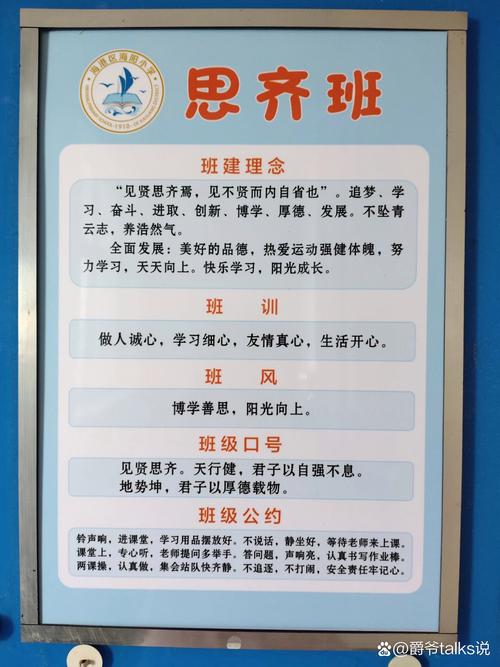 海港区海阳小学
·1910·
思齐班
班建理念
“见贤思齐焉，见不贤而内自省也”。追梦、学
习、奋斗、进取、创新、博学、厚德、发展。不坠青
云志，养浩然气。
全面发展：美好的品德，热爱运动强健体魄，努
力学习，天天向上。快乐学习，阳光成长。
班 训
做人诚心，学习细心，友情真心，生活开心。
班 风
博学善思，阳光向上。
班级口号
见贤思齐。天行健，君子以自强不息。
地势坤，君子以厚德载物。
班级公约
铃声响，进课堂，学习用品摆放好。不说话，静坐好，等待老师来上课。
课堂上，专心听，老师提问多举手。答问题，声响亮，认真书写作业棒。
两课操，认真做，集会站队快齐静。不追逐，不打闹，安全责任牢记心。
@爵爷talks说